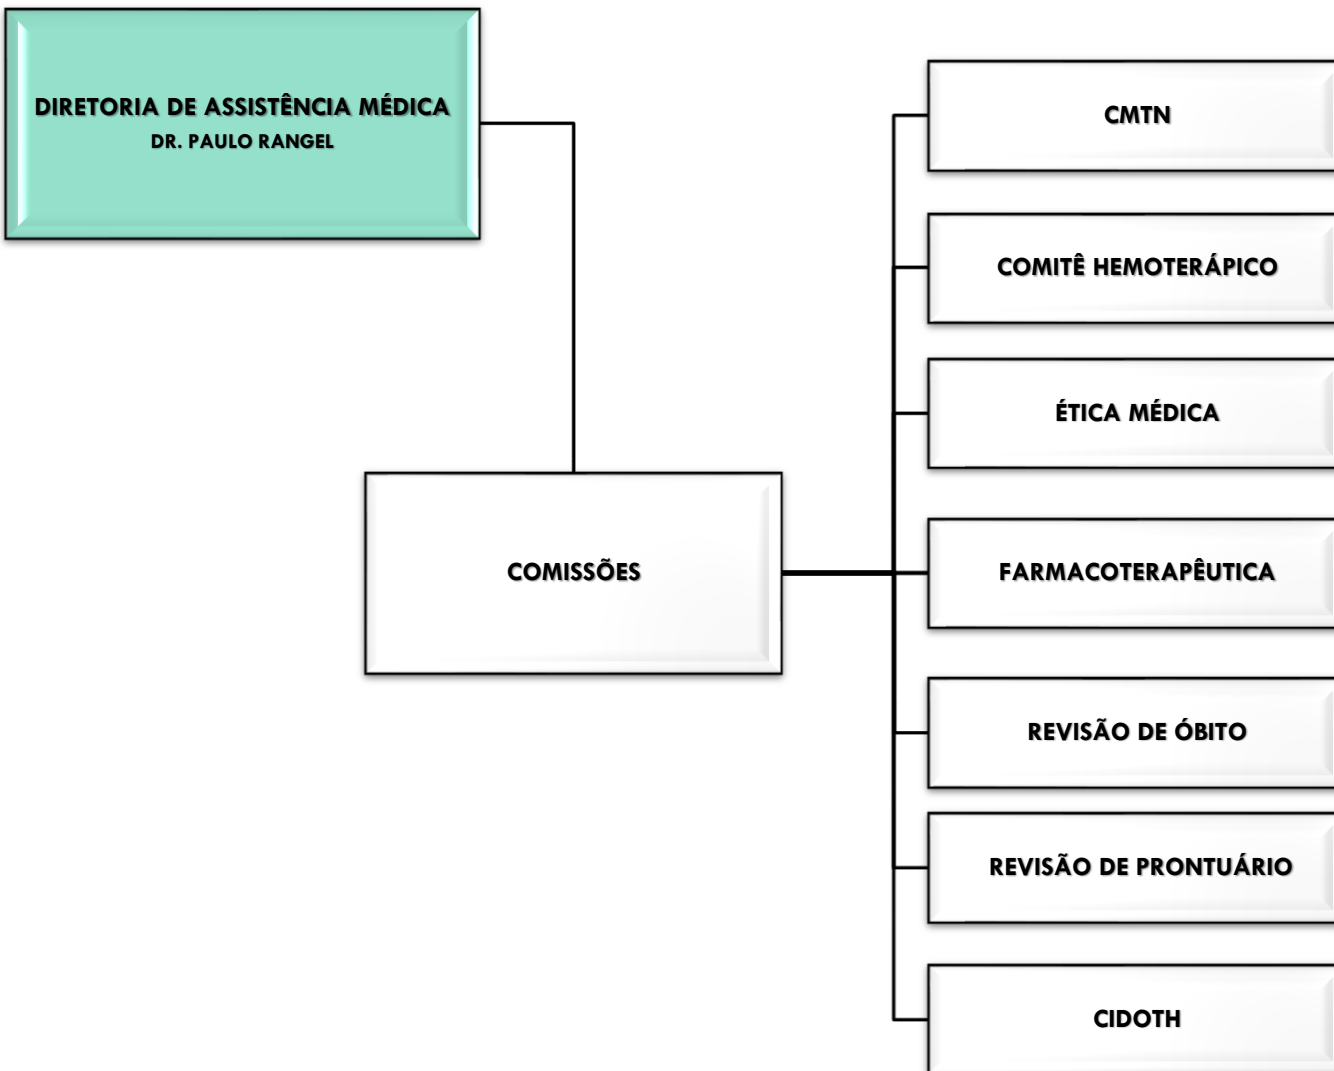 DIRETORIA DE ASSISTÊNCIA MÉDICA
DR. PAULO RANGEL
CMTN
COMITÊ HEMOTERÁPICO
ÉTICA MÉDICA
COMISSÕES
FARMACOTERAPÊUTICA
REVISÃO DE ÓBITO
REVISÃO DE PRONTUÁRIO
CIDOTH